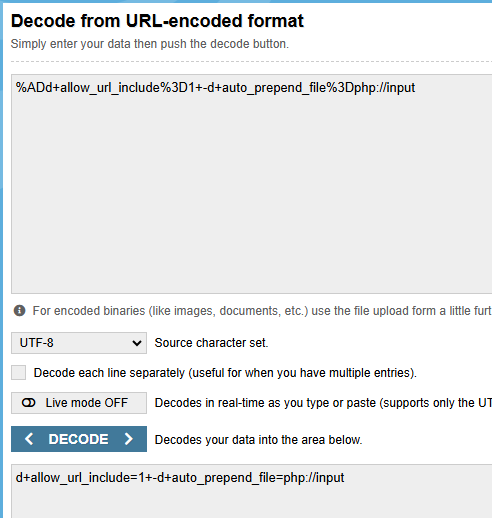 Decode from URL-encoded format
Simply enter your data then push the decode button.
%ADd+allow_url_include%3D1+-d+auto_prepend_file%3Dphp://input
For encoded binaries (like images, documents, etc.) use the file upload form a little furt
UTF-8 Source character set.
Decode each line separately (useful for when you have multiple entries).
Live mode OFF Decodes in real-time as you type or paste (supports only the UT
< DECODE > Decodes your data into the area below.
d+allow_url_include=1+-d+auto_prepend_file=php://input